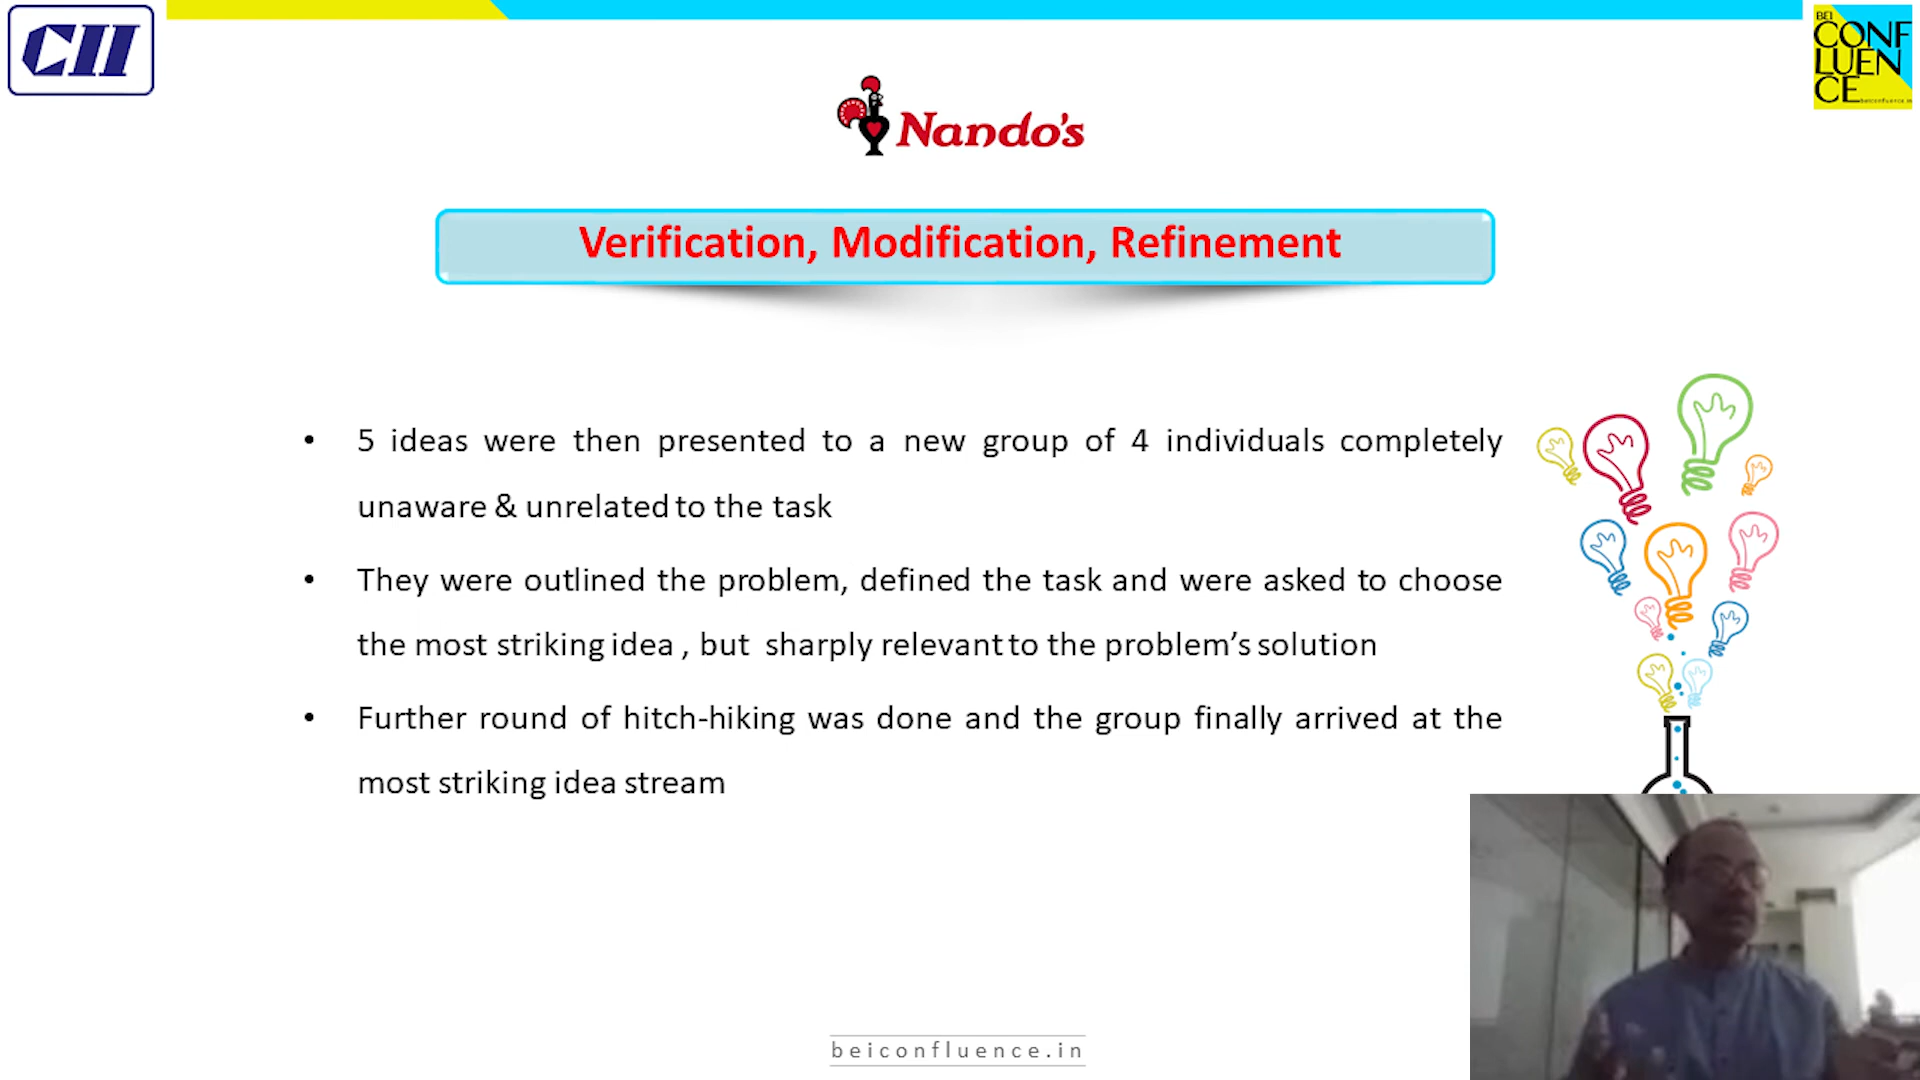 CII
BEI
CONF
LUEN
CE
beiconfluence.in
Nando's
Verification, Modification, Refinement
• 5 ideas were then presented to a new group of 4 individuals completely
unaware & unrelated to the task
• They were outlined the problem, defined the task and were asked to choose
the most striking idea , but sharply relevant to the problem’s solution
• Further round of hitch-hiking was done and the group finally arrived at the
most striking idea stream
beiconfluence.in